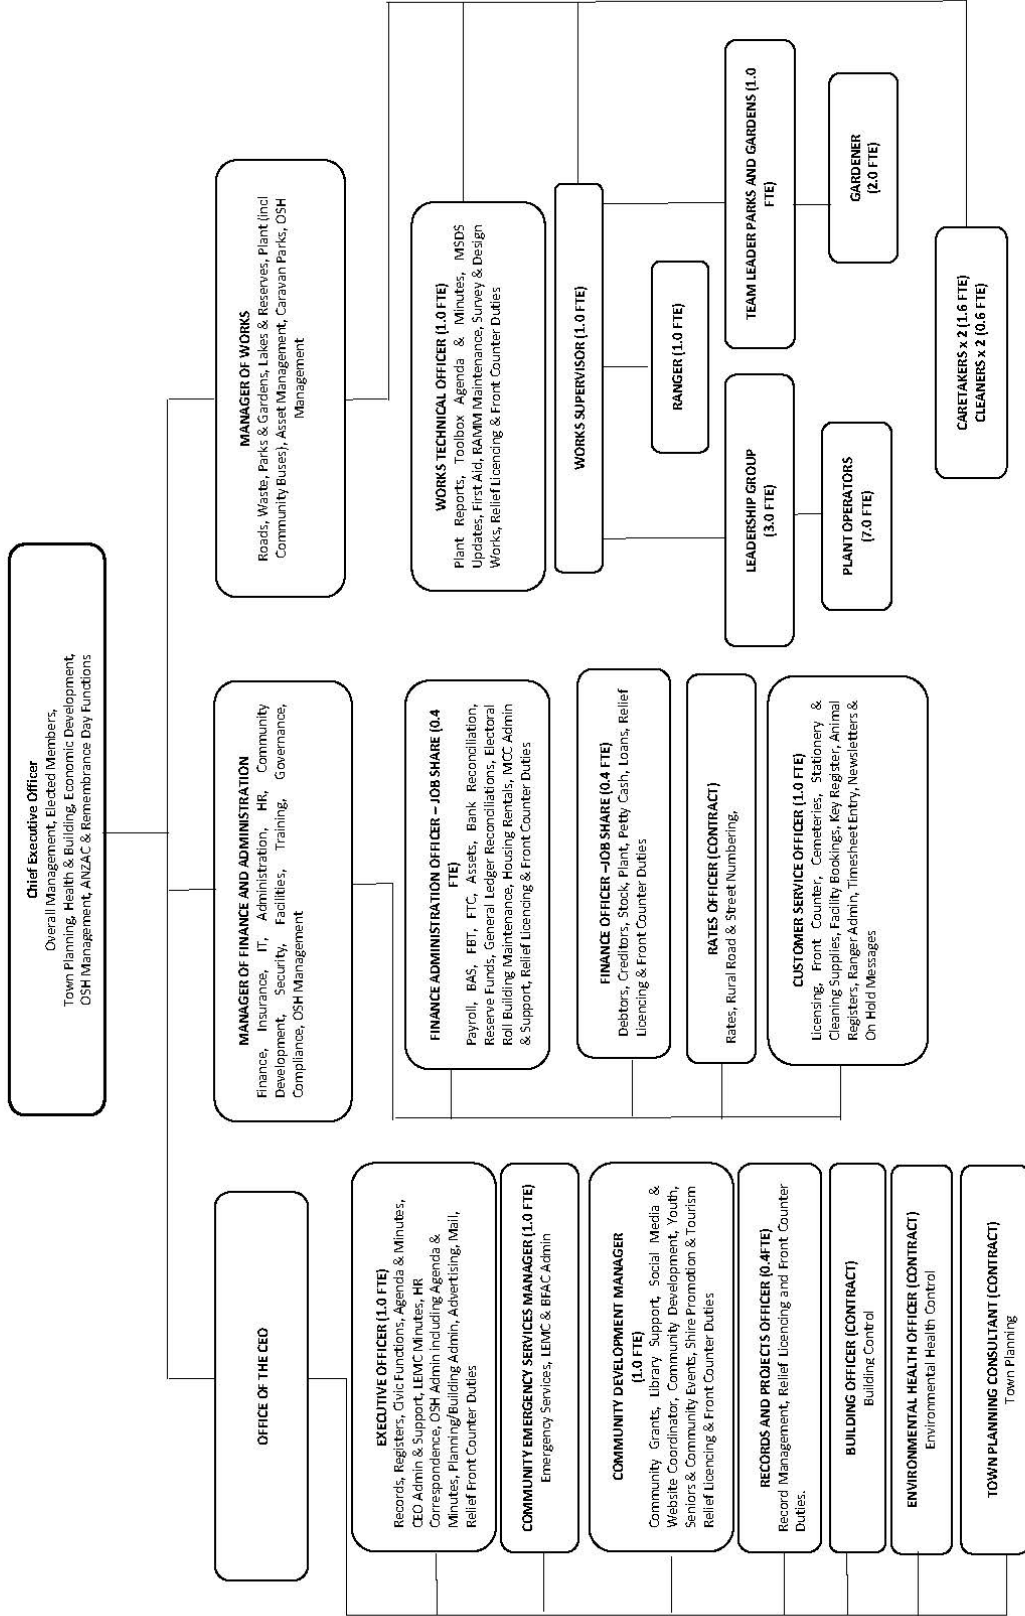 Chief Executive Officer
Overall Management, Elected Members,
Town Planning, Health & Building, Economic Development,
OSH Management, ANZAC & Remembrance Day Functions
OFFICE OF THE CEO
EXECUTIVE OFFICER (1.0 FTE)
Records, Registers, Civic Functions, Agenda & Minutes,
CEO Admin & Support, LEMC Minutes, HR
Correspondence, OSH Admin including Agenda &
Minutes, Planning/Building Admin, Advertising, Mail,
Relief Front Counter Duties
COMMUNITY EMERGENCY SERVICES MANAGER (1.0 FTE)
Emergency Services, LEMC & BFAC Admin
COMMUNITY DEVELOPMENT MANAGER
(1.0 FTE)
Community Grants, Library Support, Social Media &
Website Coordinator, Community Development, Youth,
Seniors & Community Events, Shire Promotion & Tourism
Relief Licencing & Front Counter Duties
RECORDS AND PROJECTS OFFICER (0.4FTE)
Record Management, Relief Licencing and Front Counter
Duties.
BUILDING OFFICER (CONTRACT)
Building Control
ENVIRONMENTAL HEALTH OFFICER (CONTRACT)
Environmental Health Control
TOWN PLANNING CONSULTANT (CONTRACT)
Town Planning
MANAGER OF FINANCE AND ADMINISTRATION
Finance, Insurance, IT, Administration, HR, Community
Development, Security, Facilities, Training, Governance,
Compliance, OSH Management
FINANCE ADMINISTRATION OFFICER – JOB SHARE (0.4
FTE)
Payroll, BAS, FBT, FTC, Assets, Bank Reconciliation,
Reserve Funds, General Ledger Reconciliations, Electoral
Roll Building Maintenance, Housing Rentals, MCC Admin
& Support, Relief Licencing & Front Counter Duties
FINANCE OFFICER –JOB SHARE (0.4 FTE)
Debtors, Creditors, Stock, Plant, Petty Cash, Loans, Relief
Licencing & Front Counter Duties
RATES OFFICER (CONTRACT)
Rates, Rural Road & Street Numbering,
CUSTOMER SERVICE OFFICER (1.0 FTE)
Licensing, Front Counter, Cemeteries, Stationery &
Cleaning Supplies, Facility Bookings, Key Register, Animal
Registers, Ranger Admin, Timesheet Entry, Newsletters &
On Hold Messages
MANAGER OF WORKS
Roads, Waste, Parks & Gardens, Lakes & Reserves, Plant (incl
Community Buses), Asset Management, Caravan Parks, OSH
Management
WORKS TECHNICAL OFFICER (1.0 FTE)
Plant Reports, Toolbox Agenda & Minutes, MSDS
Updates, First Aid, RAMM Maintenance, Survey & Design
Works, Relief Licencing & Front Counter Duties
WORKS SUPERVISOR (1.0 FTE)
RANGER (1.0 FTE)
LEADERSHIP GROUP
(3.0 FTE)
TEAM LEADER PARKS AND GARDENS (1.0
FTE)
PLANT OPERATORS
(7.0 FTE)
GARDENER
(2.0 FTE)
CARETAKERS x 2 (1.6 FTE)
CLEANERS x 2 (0.6 FTE)